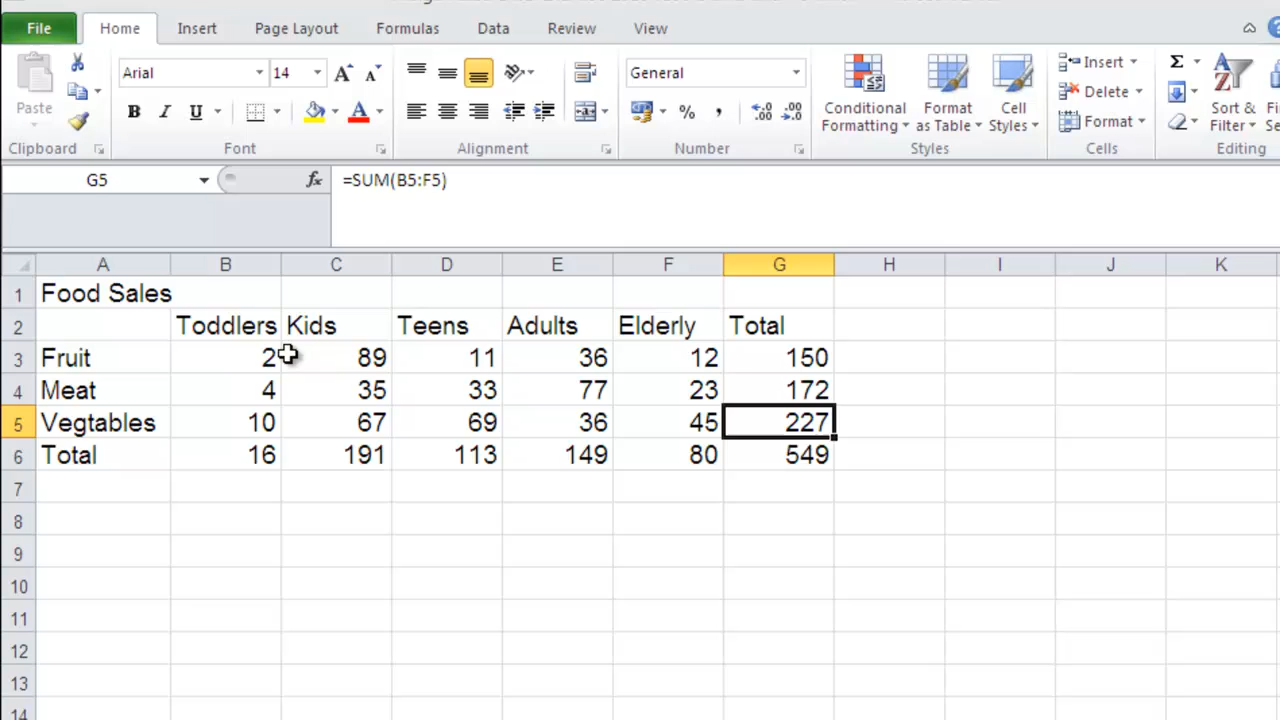 File Home Insert Page Layout Formulas Data Review View
Arial 14 General Insert Σ
Paste B I U % , Conditional Formatting Format as Table Cell Styles Delete Format Sort & Filter
Clipboard Font Alignment Number Styles Cells Editing
G5 fx =SUM(B5:F5)
A B C D E F G H I J K
1 Food Sales
2 Toddlers Kids Teens Adults Elderly Total
3 Fruit 2 89 11 36 12 150
4 Meat 4 35 33 77 23 172
5 Vegtables 10 67 69 36 45 227
6 Total 16 191 113 149 80 549
7
8
9
10
11
12
13
14